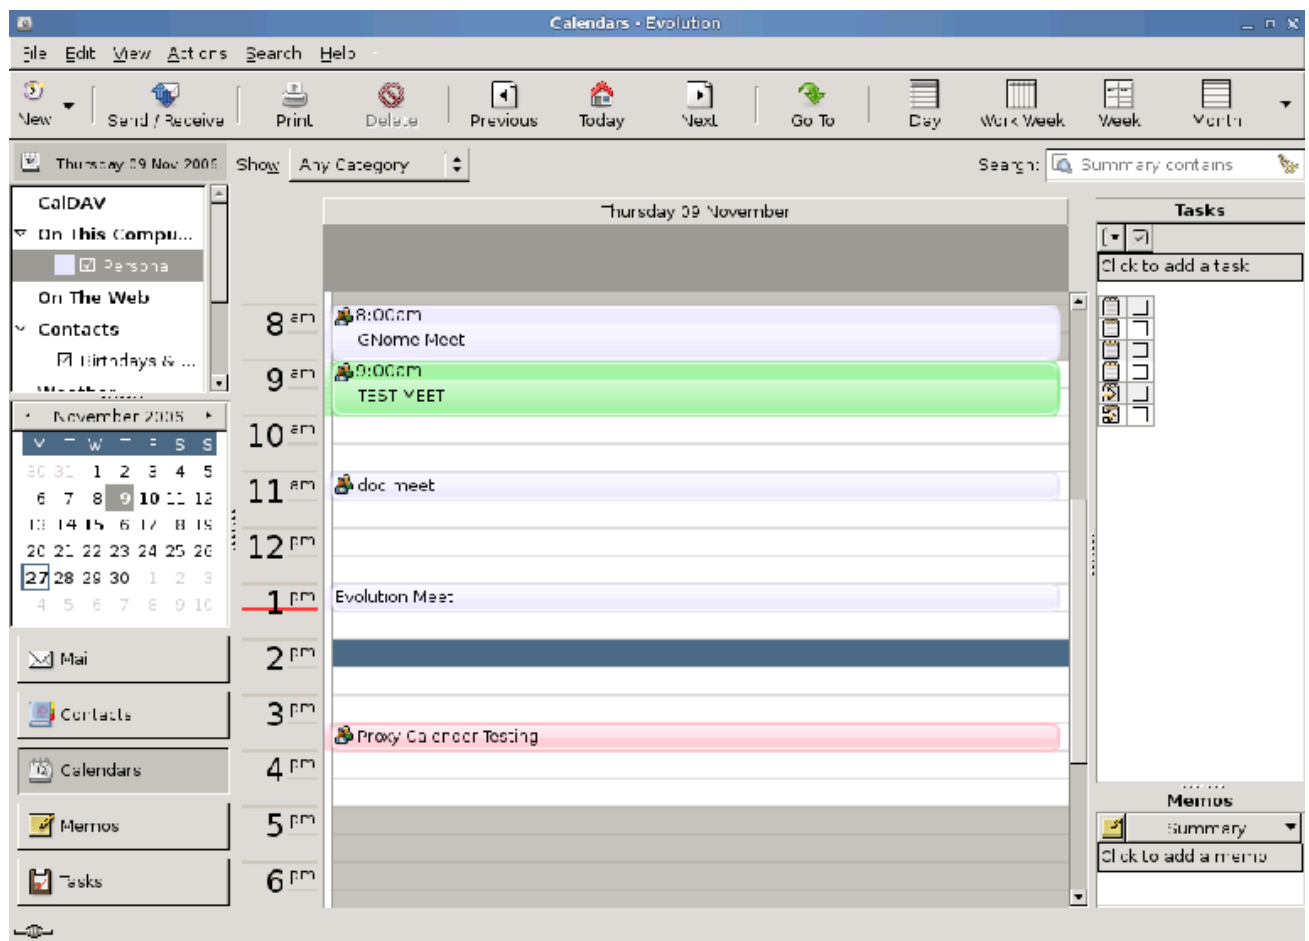 Calendars • Evolution
File Edit View Actions Search Help
New Send / Receive Print Delete Previous Today Next Go To Day Work Week Week Month
Thursday 09 Nov 2006 Show Any Category Search: Summary contains
CalDAV
On This Compu...
Personal
On The Web
Contacts
Birthdays & ...
November 2006
M T W T F S S
30 31 1 2 3 4 5
6 7 8 9 10 11 12
13 14 15 16 17 18 19
20 21 22 23 24 25 26
27 28 29 30 1 2 3
4 5 6 7 8 9 10
Mail
Contacts
Calendars
Memos
Tasks
Thursday 09 November
8 am 8:00am
GNome Meet
9 am 9:00am
TEST MEET
10 am
11 am doc meet
12 pm
1 pm Evolution Meet
2 pm
3 pm
Proxy Calender Testing
4 pm
5 pm
6 pm
Tasks
Click to add a task
Memos
Summary
Click to add a memo